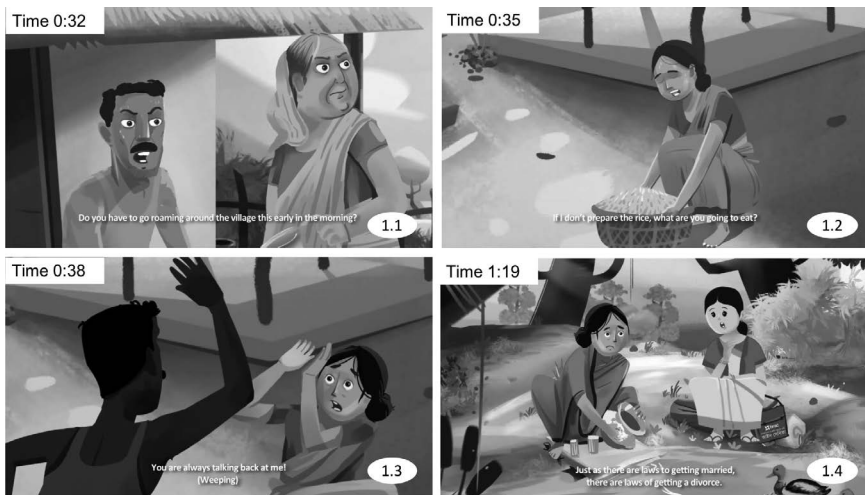 Time 0:32
Do you have to go roaming around the village this early in the morning?
1.1
Time 0:35
If I don't prepare the rice, what are you going to eat?
1.2
Time 0:38
You are always talking back at me!
(Weeping)
1.3
Time 1:19
Just as there are laws to getting married,
there are laws of getting a divorce.
1.4